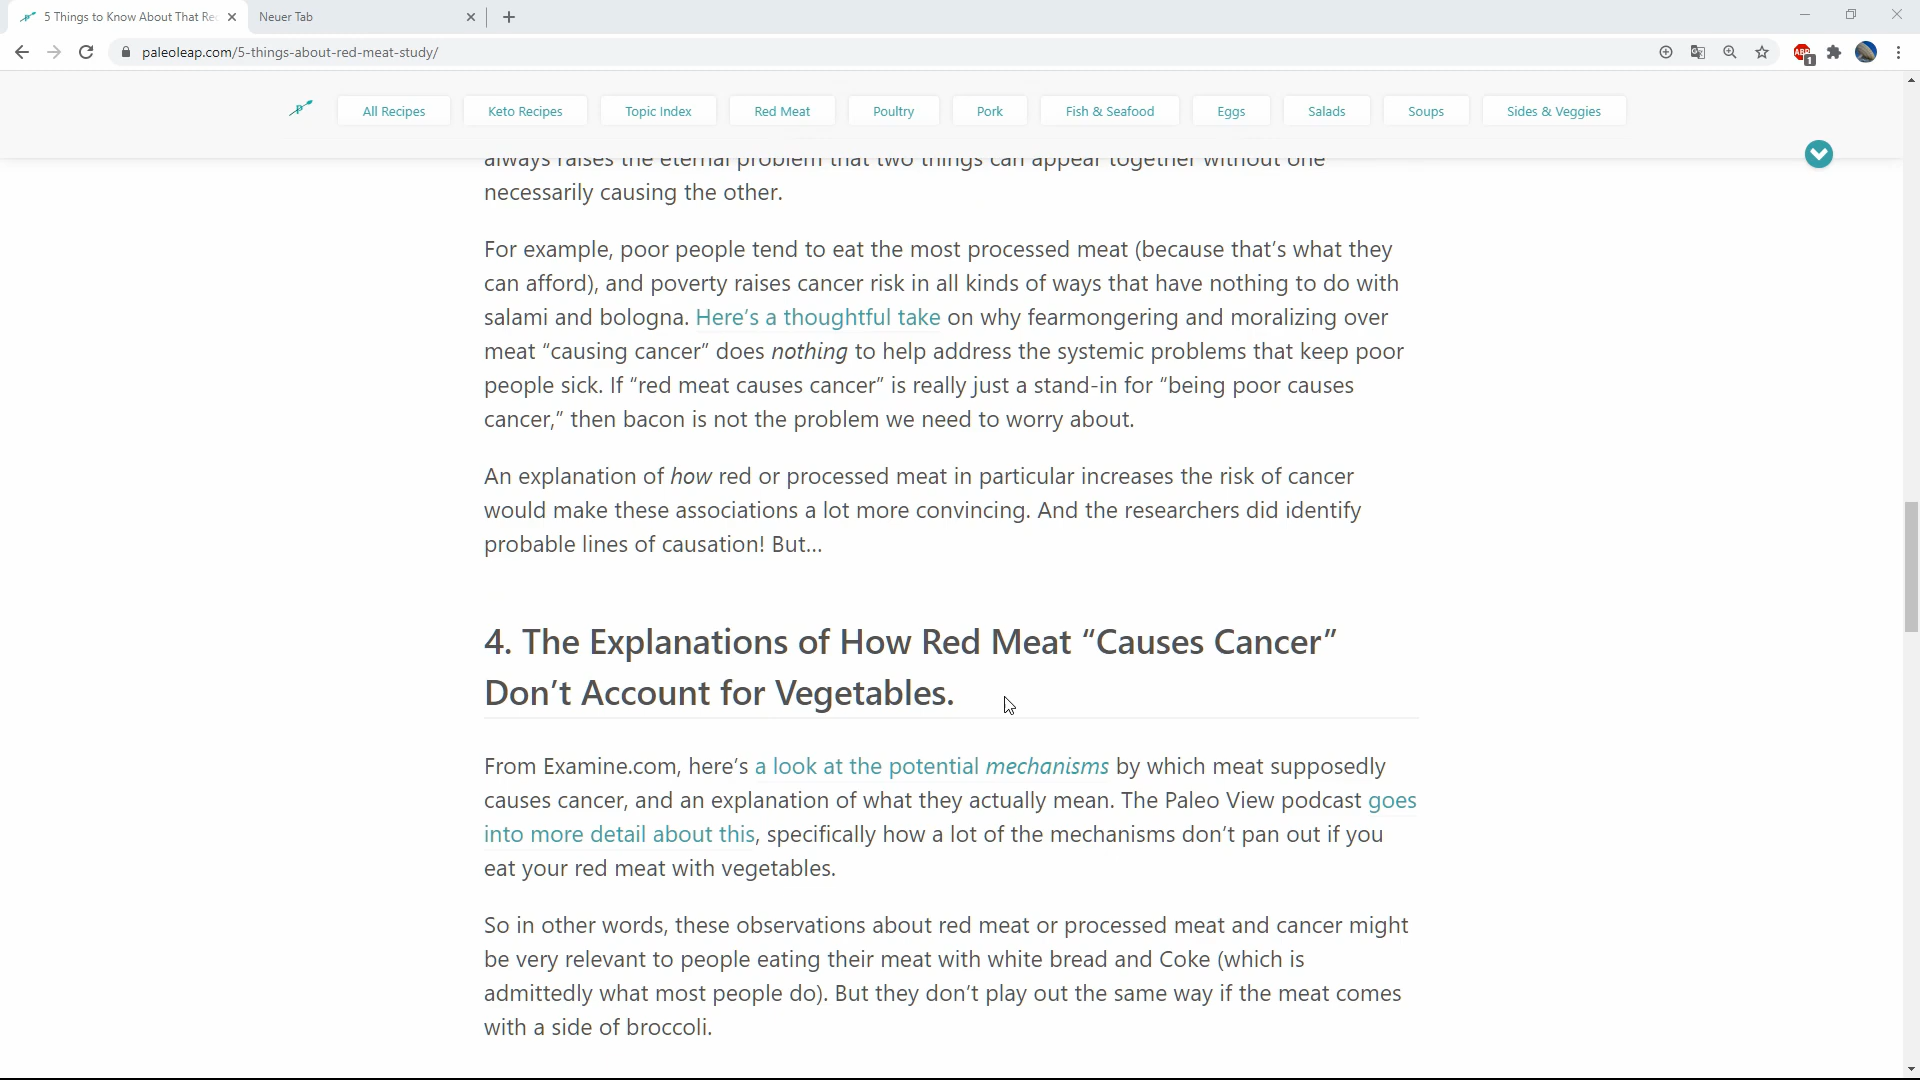 5 Things to Know About That Re
Neuer Tab
paleoleap.com/5-things-about-red-meat-study/
ABP
1
All Recipes
Keto Recipes
Topic Index
Red Meat
Poultry
Pork
Fish & Seafood
Eggs
Salads
Soups
Sides & Veggies
always raises the eternal problem that two things can appear together without one
necessarily causing the other.
For example, poor people tend to eat the most processed meat (because that’s what they
can afford), and poverty raises cancer risk in all kinds of ways that have nothing to do with
salami and bologna. Here’s a thoughtful take on why fearmongering and moralizing over
meat “causing cancer” does nothing to help address the systemic problems that keep poor
people sick. If “red meat causes cancer” is really just a stand-in for “being poor causes
cancer,” then bacon is not the problem we need to worry about.
An explanation of how red or processed meat in particular increases the risk of cancer
would make these associations a lot more convincing. And the researchers did identify
probable lines of causation! But…
4. The Explanations of How Red Meat “Causes Cancer”
Don’t Account for Vegetables.
From Examine.com, here’s a look at the potential mechanisms by which meat supposedly
causes cancer, and an explanation of what they actually mean. The Paleo View podcast goes
into more detail about this, specifically how a lot of the mechanisms don’t pan out if you
eat your red meat with vegetables.
So in other words, these observations about red meat or processed meat and cancer might
be very relevant to people eating their meat with white bread and Coke (which is
admittedly what most people do). But they don’t play out the same way if the meat comes
with a side of broccoli.